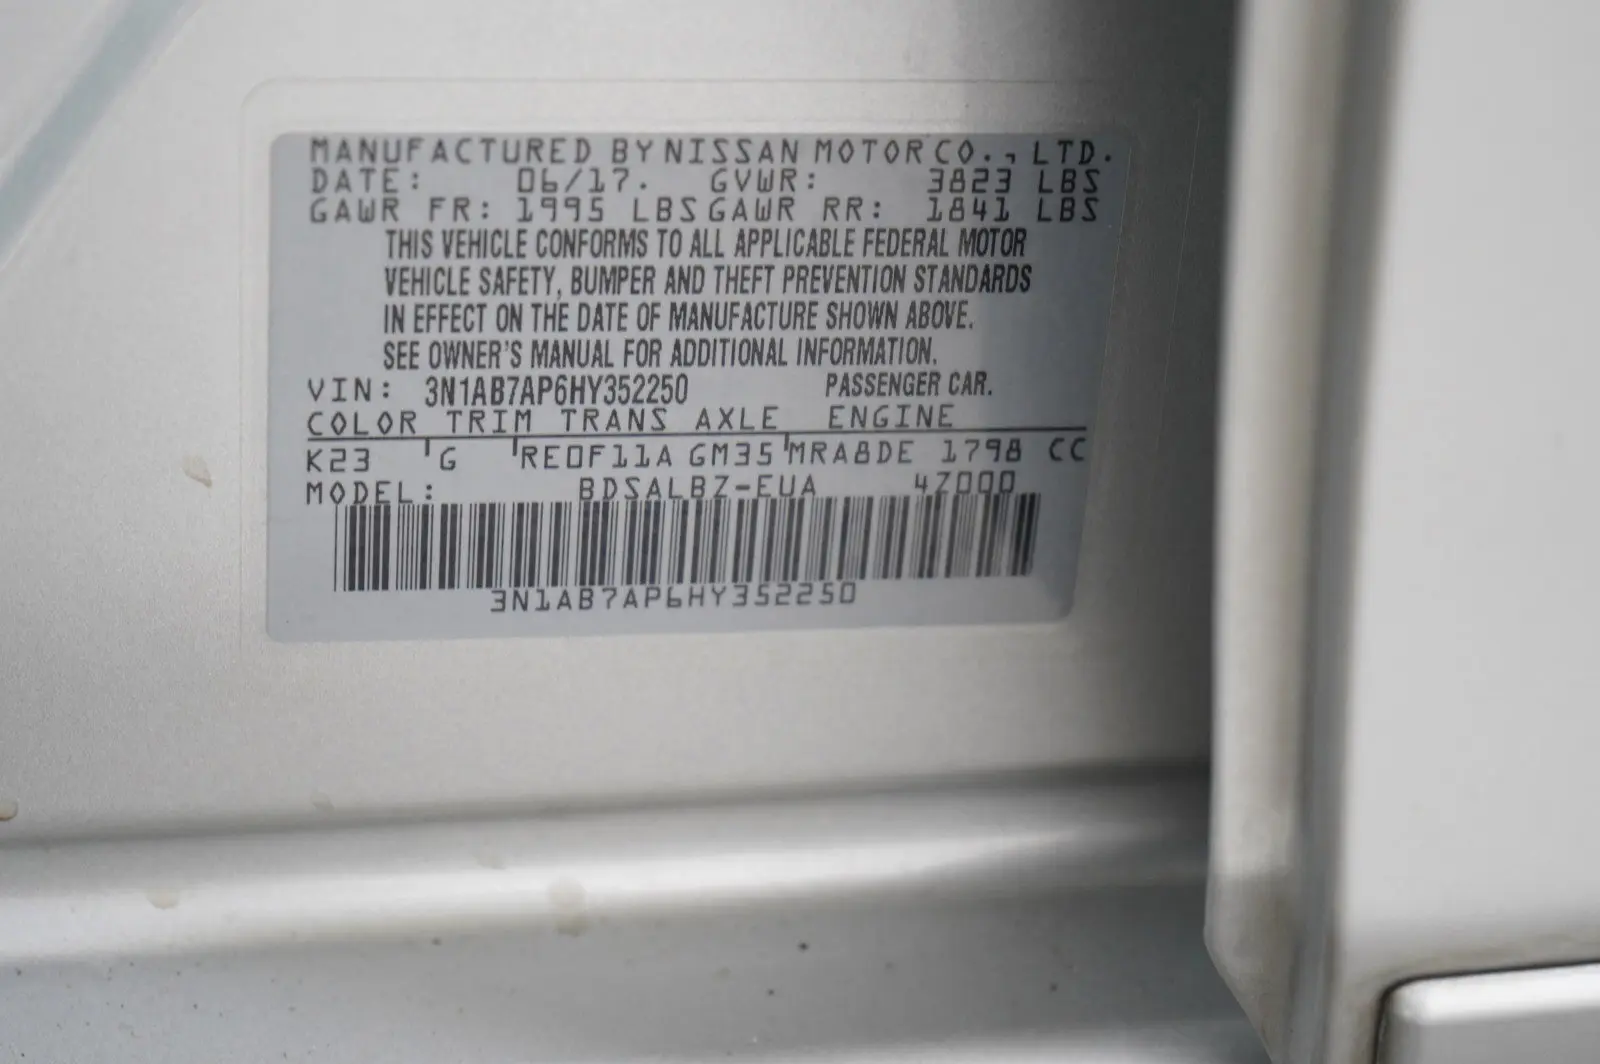 MANUFACTURED BY NISSAN MOTOR CO., LTD.
DATE: 06/17. GVWR: 3823 LBS
GAWR FR: 1995 LBS GAWR RR: 1841 LBS
THIS VEHICLE CONFORMS TO ALL APPLICABLE FEDERAL MOTOR
VEHICLE SAFETY, BUMPER AND THEFT PREVENTION STANDARDS
IN EFFECT ON THE DATE OF MANUFACTURE SHOWN ABOVE.
SEE OWNER'S MANUAL FOR ADDITIONAL INFORMATION.
VIN: 3N1AB7AP6HY352250 PASSENGER CAR.
COLOR TRIM TRANS AXLE ENGINE
K23 G RE0F11A GM35 MRA8DE 1798 CC
MODEL: BDSALBZ-EUA 4Z000
3N1AB7AP6HY352250